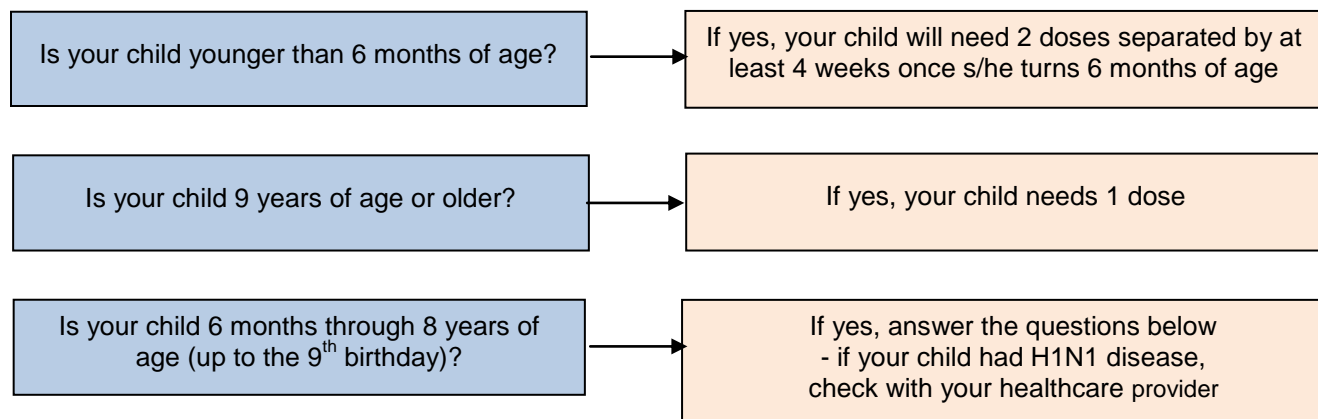 Is your child younger than 6 months of age?
If yes, your child will need 2 doses separated by at
least 4 weeks once s/he turns 6 months of age
Is your child 9 years of age or older?
If yes, your child needs 1 dose
Is your child 6 months through 8 years of
age (up to the 9th birthday)?
If yes, answer the questions below
- if your child had H1N1 disease,
check with your healthcare provider